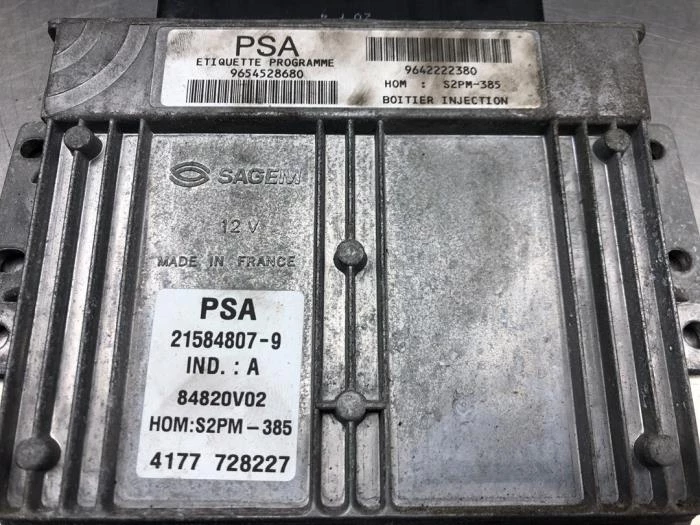 PSA
ETIQUETTE PROGRAMME
9654528680
9642222380
HOM : S2PM-385
BOITIER INJECTION
SAGEM
12 V
MADE IN FRANCE
PSA
21584807-9
IND. : A
84820V02
HOM:S2PM-385
4177 728227